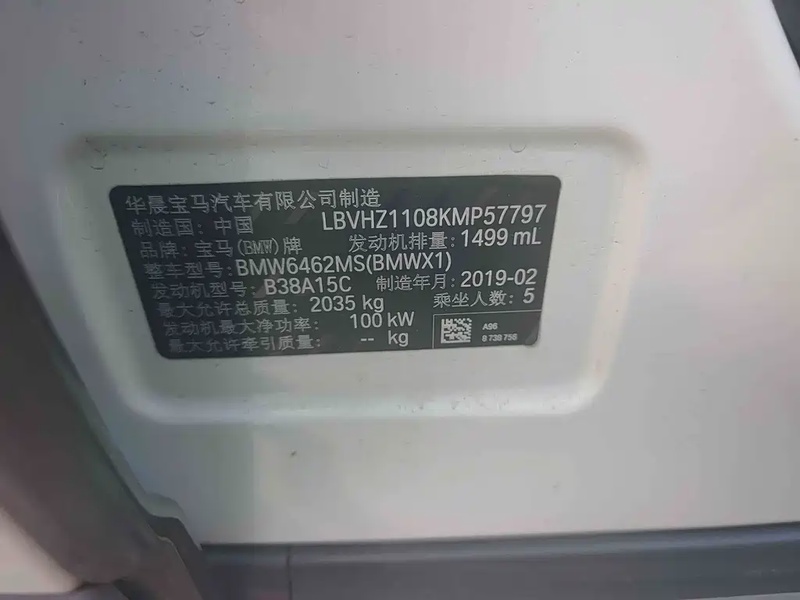 华晨宝马汽车有限公司制造
制造国：中国 LBVHZ1108KMP57797
品牌：宝马(BMW)牌 发动机排量：1499 mL
整车型号：BMW6462MS(BMWX1)
发动机型号：B38A15C 制造年月：2019-02
最大允许总质量：2035 kg 乘坐人数：5
发动机最大净功率：100 kW
最大允许牵引质量：-- kg
A96
8 738 756